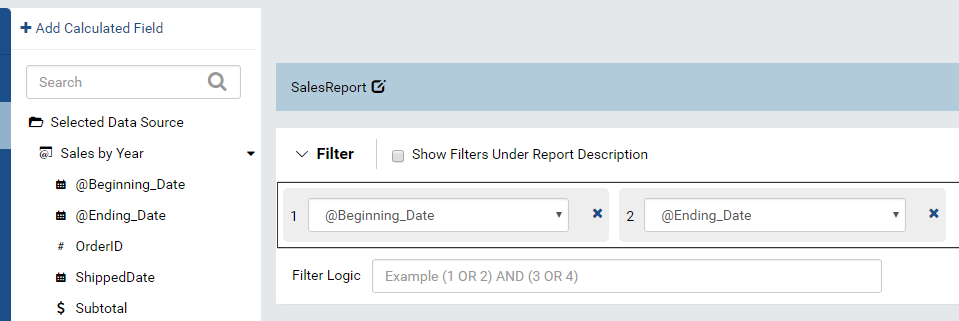 + Add Calculated Field
Search
Selected Data Source
Sales by Year
@Beginning_Date
@Ending_Date
# OrderID
ShippedDate
$ Subtotal
SalesReport
Filter
Show Filters Under Report Description
1 @Beginning_Date
2 @Ending_Date
Filter Logic Example (1 OR 2) AND (3 OR 4)